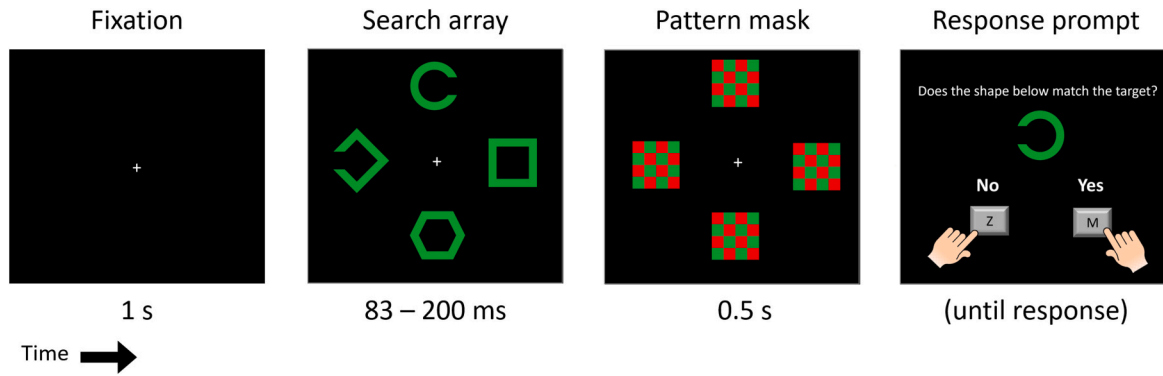 Fixation
Search array
Pattern mask
Response prompt
+
+
+
Does the shape below match the target?
No
Yes
Z
M
1 s
83 – 200 ms
0.5 s
(until response)
Time